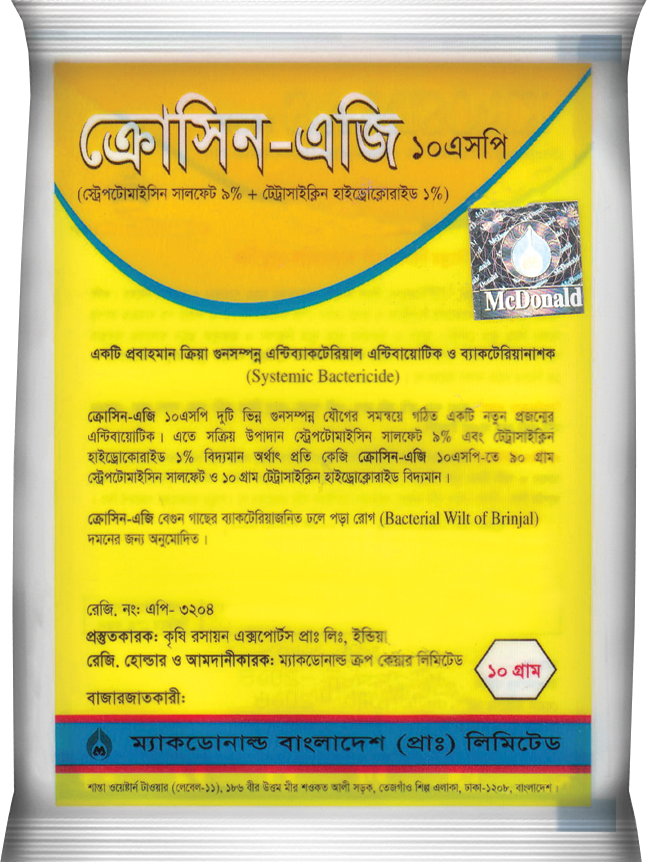 ক্রোসিন-এজি ১০এসপি
(স্ট্রেপটোমাইসিন সালফেট ৯% + টেট্রাসাইক্লিন হাইড্রোক্লোরাইড ১%)
McDonald
একটি প্রবাহমান ক্রিয়া গুনসম্পন্ন এন্টিব্যাকটেরিয়াল এন্টিবায়োটিক ও ব্যাকটেরিয়ানাশক
(Systemic Bactericide)
ক্রোসিন-এজি ১০এসপি দুটি ভিন্ন গুনসম্পন্ন যৌগের সমন্বয়ে গঠিত একটি নতুন প্রজন্মের
এন্টিবায়োটিক। এতে সক্রিয় উপাদান স্ট্রেপটোমাইসিন সালফেট ৯% এবং টেট্রাসাইক্লিন
হাইড্রোকোরাইড ১% বিদ্যমান অর্থাৎ প্রতি কেজি ক্রোসিন-এজি ১০এসপি-তে ৯০ গ্রাম
স্ট্রেপটোমাইসিন সালফেট ও ১০ গ্রাম টেট্রাসাইক্লিন হাইড্রোক্লোরাইড বিদ্যমান।
ক্রোসিন-এজি বেগুন গাছের ব্যাকটেরিয়াজনিত ঢলে পড়া রোগ (Bacterial Wilt of Brinjal)
দমনের জন্য অনুমোদিত।
রেজি. নং: এপি- ৩২০৪
প্রস্তুতকারক: কৃষি রসায়ন এক্সপোর্টস প্রাঃ লিঃ, ইন্ডিয়া
রেজি. হোল্ডার ও আমদানীকারক: ম্যাকডোনাল্ড ক্রপ কেয়ার লিমিটেড
১০ গ্রাম
বাজারজাতকারী:
ম্যাকডোনাল্ড বাংলাদেশ (প্রাঃ) লিমিটেড
শান্তা ওয়েষ্টার্ন টাওয়ার (লেবেল-১১), ১৮৬ বীর উত্তম মীর শওকত আলী সড়ক, তেজগাঁও শিল্প এলাকা, ঢাকা-১২০৮, বাংলাদেশ।